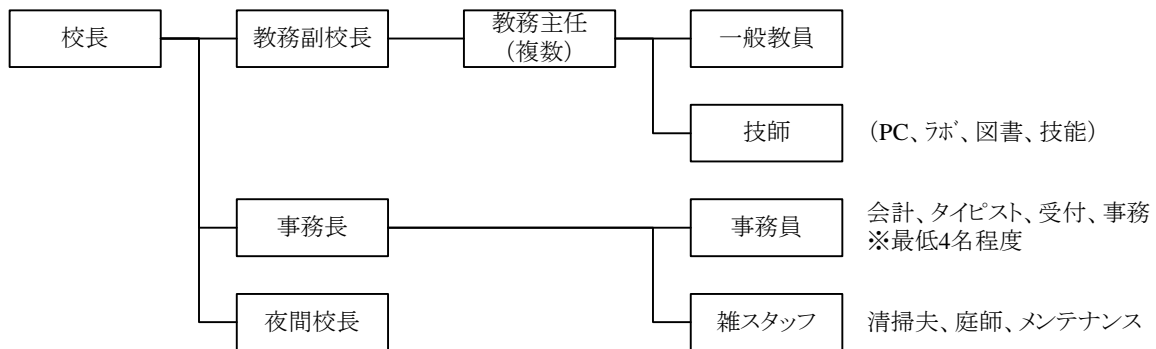 校長
教務副校長
教務主任
（複数）
一般教員
技師
（PC、ﾗﾎﾞ、図書、技能）
事務長
事務員
会計、タイピスト、受付、事務
※最低4名程度
夜間校長
雑スタッフ
清掃夫、庭師、メンテナンス